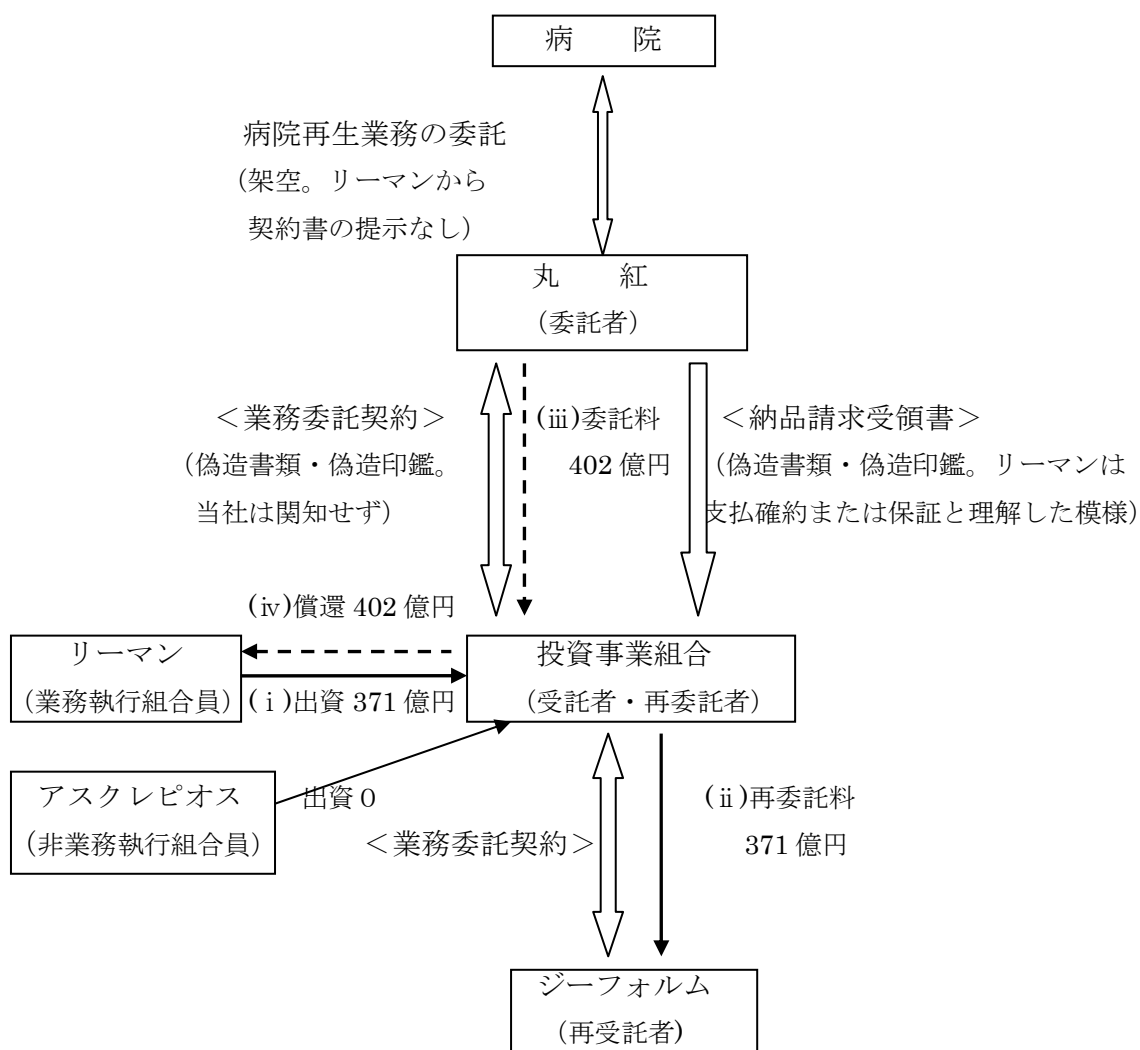 病　　院
病院再生業務の委託
(架空。リーマンから
契約書の提示なし)
丸　　紅
(委託者)
＜業務委託契約＞
(偽造書類・偽造印鑑。
当社は関知せず)
(ⅲ)委託料
402 億円
＜納品請求受領書＞
(偽造書類・偽造印鑑。リーマンは
支払確約または保証と理解した模様)
(ⅳ)償還 402 億円
リーマン
(業務執行組合員)
(ⅰ)出資 371 億円
投資事業組合
(受託者・再委託者)
アスクレピオス
(非業務執行組合員)
出資０
＜業務委託契約＞
(ⅱ)再委託料
371 億円
ジーフォルム
(再受託者)